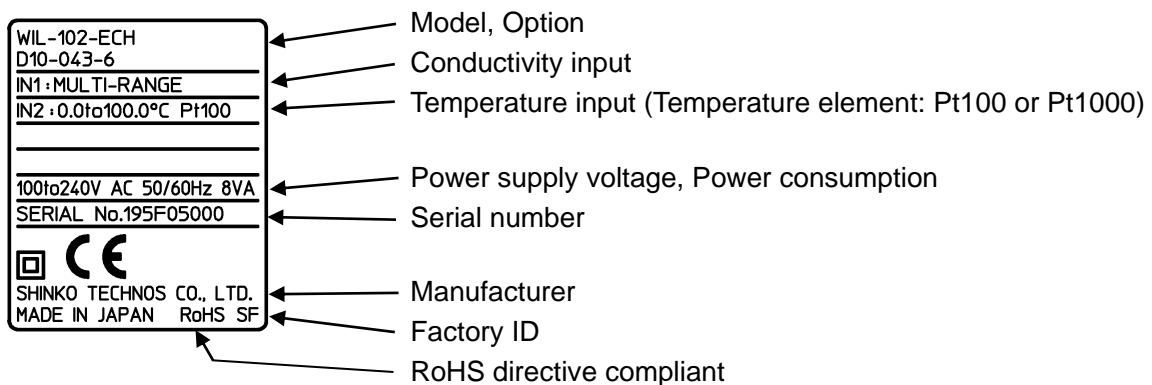 WIL-102-ECH
D10-043-6
IN1:MULTI-RANGE
IN2:0.0to100.0°C Pt100
100to240V AC 50/60Hz 8VA
SERIAL No.195F05000
CE
SHINKO TECHNOS CO., LTD.
MADE IN JAPAN RoHS SF
Model, Option
Conductivity input
Temperature input (Temperature element: Pt100 or Pt1000)
Power supply voltage, Power consumption
Serial number
Manufacturer
Factory ID
RoHS directive compliant